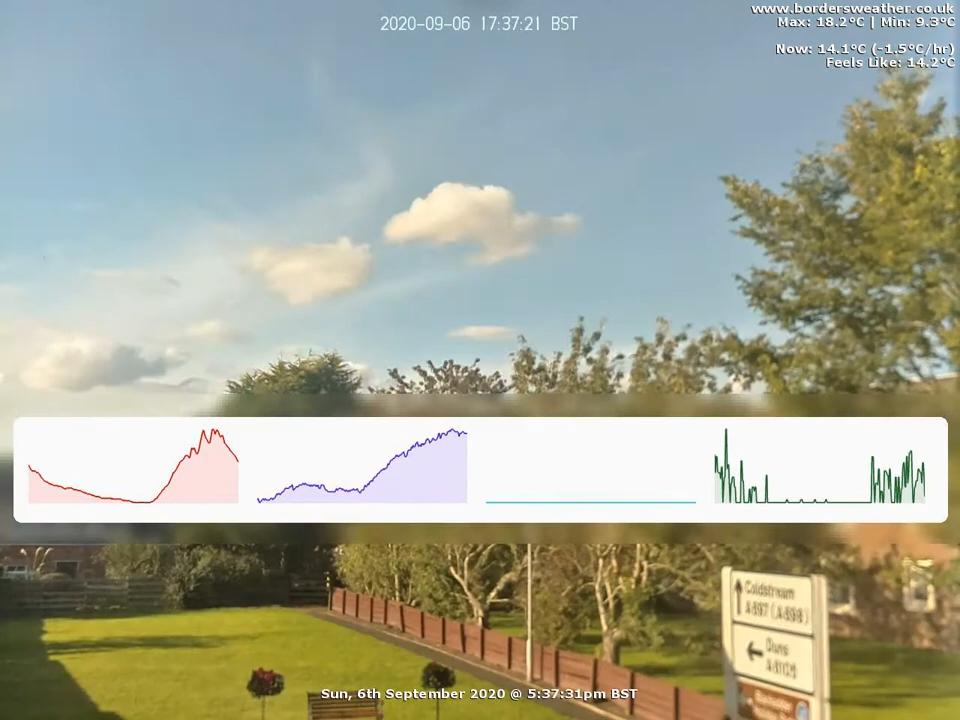 www.bordersweather.co.uk
Max: 18.2°C | Min: 9.3°C
2020-09-06 17:37:21 BST
Now: 14.1°C (-1.5°C/hr)
Feels Like: 14.2°C
Coldstream
A697 (A698)
Duns
A6105
Sun, 6th September 2020 @ 5:37:31pm BST